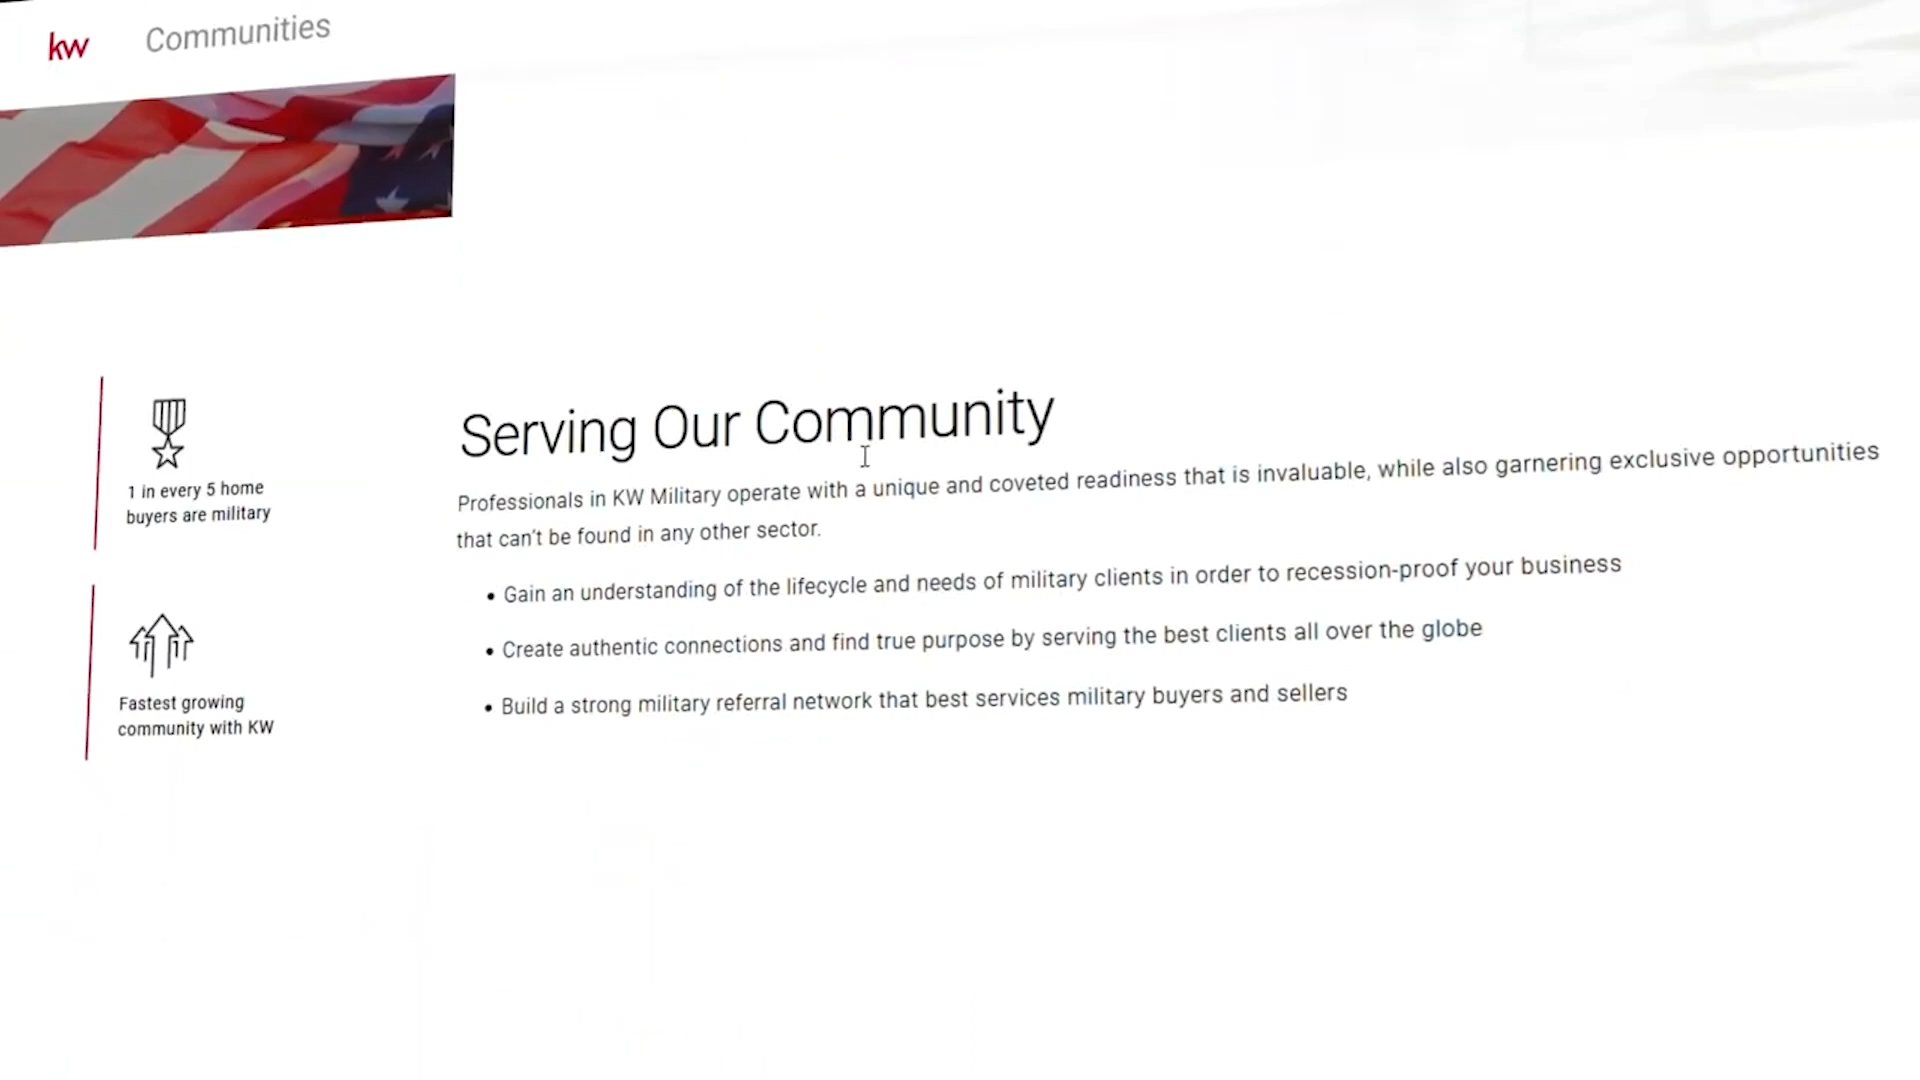 kw Communities
1 in every 5 home
buyers are military
Fastest growing
community with KW
Serving Our Community
Professionals in KW Military operate with a unique and coveted readiness that is invaluable, while also garnering exclusive opportunities
that can't be found in any other sector.
• Gain an understanding of the lifecycle and needs of military clients in order to recession-proof your business
• Create authentic connections and find true purpose by serving the best clients all over the globe
• Build a strong military referral network that best services military buyers and sellers